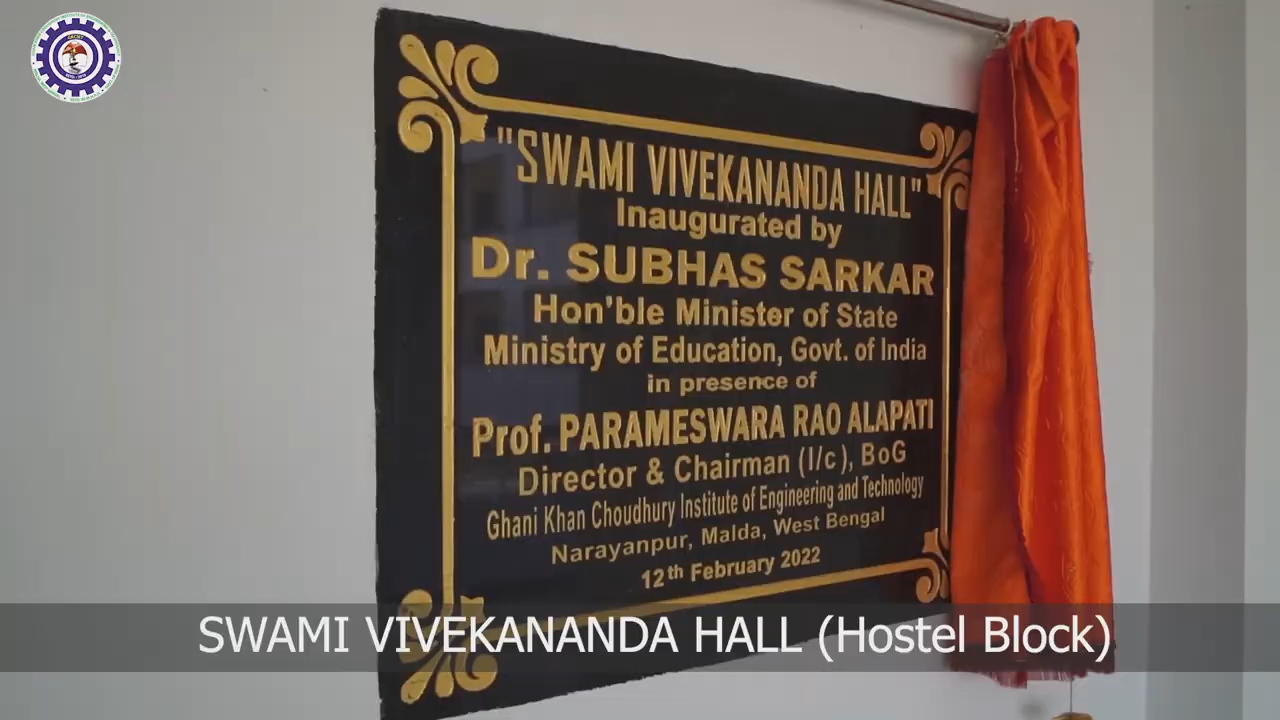 "SWAMI VIVEKANANDA HALL"
Inaugurated by
Dr. SUBHAS SARKAR
Hon'ble Minister of State
Ministry of Education, Govt. of India
in presence of
Prof. PARAMESWARA RAO ALAPATI
Director & Chairman (I/c), BoG
Ghani Khan Choudhury Institute of Engineering and Technology
Narayanpur, Malda, West Bengal
12th February 2022
SWAMI VIVEKANANDA HALL (Hostel Block)